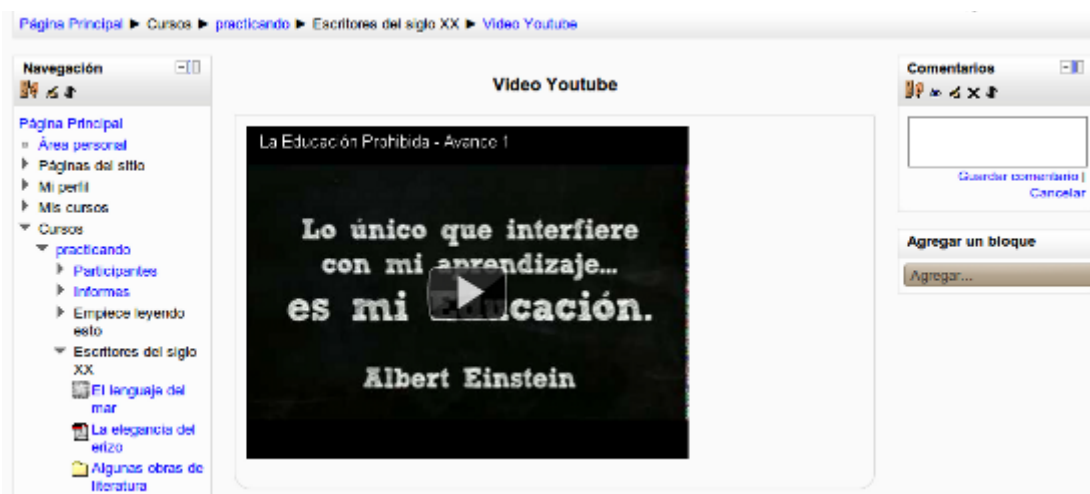 Página Principal ► Cursos ► practicando ► Escritores del siglo XX ► Video Youtube
Navegación
Página Principal
Área personal
Páginas del sitio
Mi perfil
Mis cursos
Cursos
practicando
Participantes
Informes
Empiece leyendo
esto
Escritores del siglo
XX
El lenguaje del
mar
La elegancia del
erizo
Algunas obras de
literatura
Video Youtube
La Educación Prohibida - Avance 1
Lo único que interfiere
con mi aprendizaje...
es mi Educación.
Albert Einstein
Comentarios
Guardar comentario |
Cancelar
Agregar un bloque
Agregar...